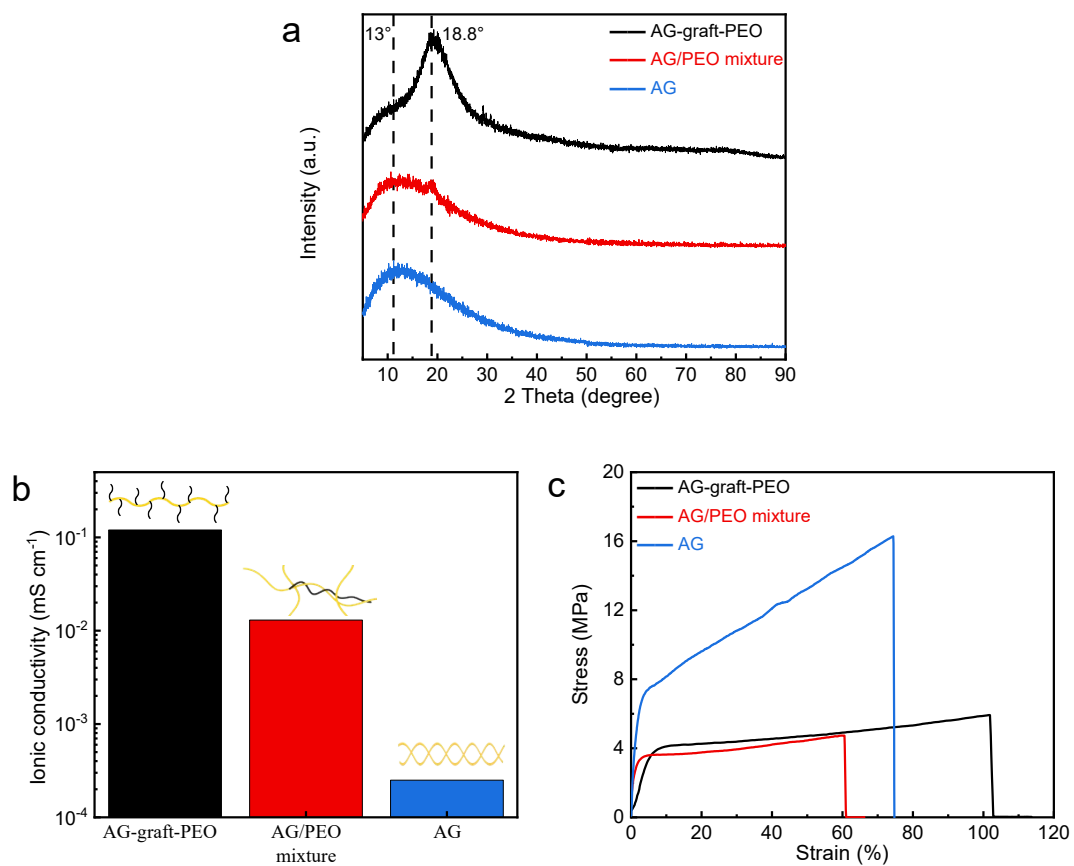 a
13°
18.8°
AG-graft-PEO
AG/PEO mixture
AG
Intensity (a.u.)
10 20 30 40 50 60 70 80 90
2 Theta (degree)
b
Ionic conductivity (mS cm⁻¹)
10⁻¹
10⁻²
10⁻³
10⁻⁴
AG-graft-PEO
AG/PEO
mixture
AG
c
AG-graft-PEO
AG/PEO mixture
AG
Stress (MPa)
20
16
12
8
4
0
0 20 40 60 80 100 120
Strain (%)